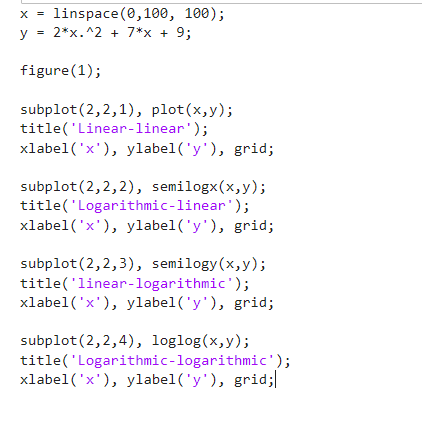 x = linspace(0,100, 100);
y = 2*x.^2 + 7*x + 9;
figure(1);
subplot(2,2,1), plot(x,y);
title('Linear-linear');
xlabel('x'), ylabel('y'), grid;
subplot(2,2,2), semilogx(x,y);
title('Logarithmic-linear');
xlabel('x'), ylabel('y'), grid;
subplot(2,2,3), semilogy(x,y);
title('linear-logarithmic');
xlabel('x'), ylabel('y'), grid;
subplot(2,2,4), loglog(x,y);
title('Logarithmic-logarithmic');
xlabel('x'), ylabel('y'), grid;